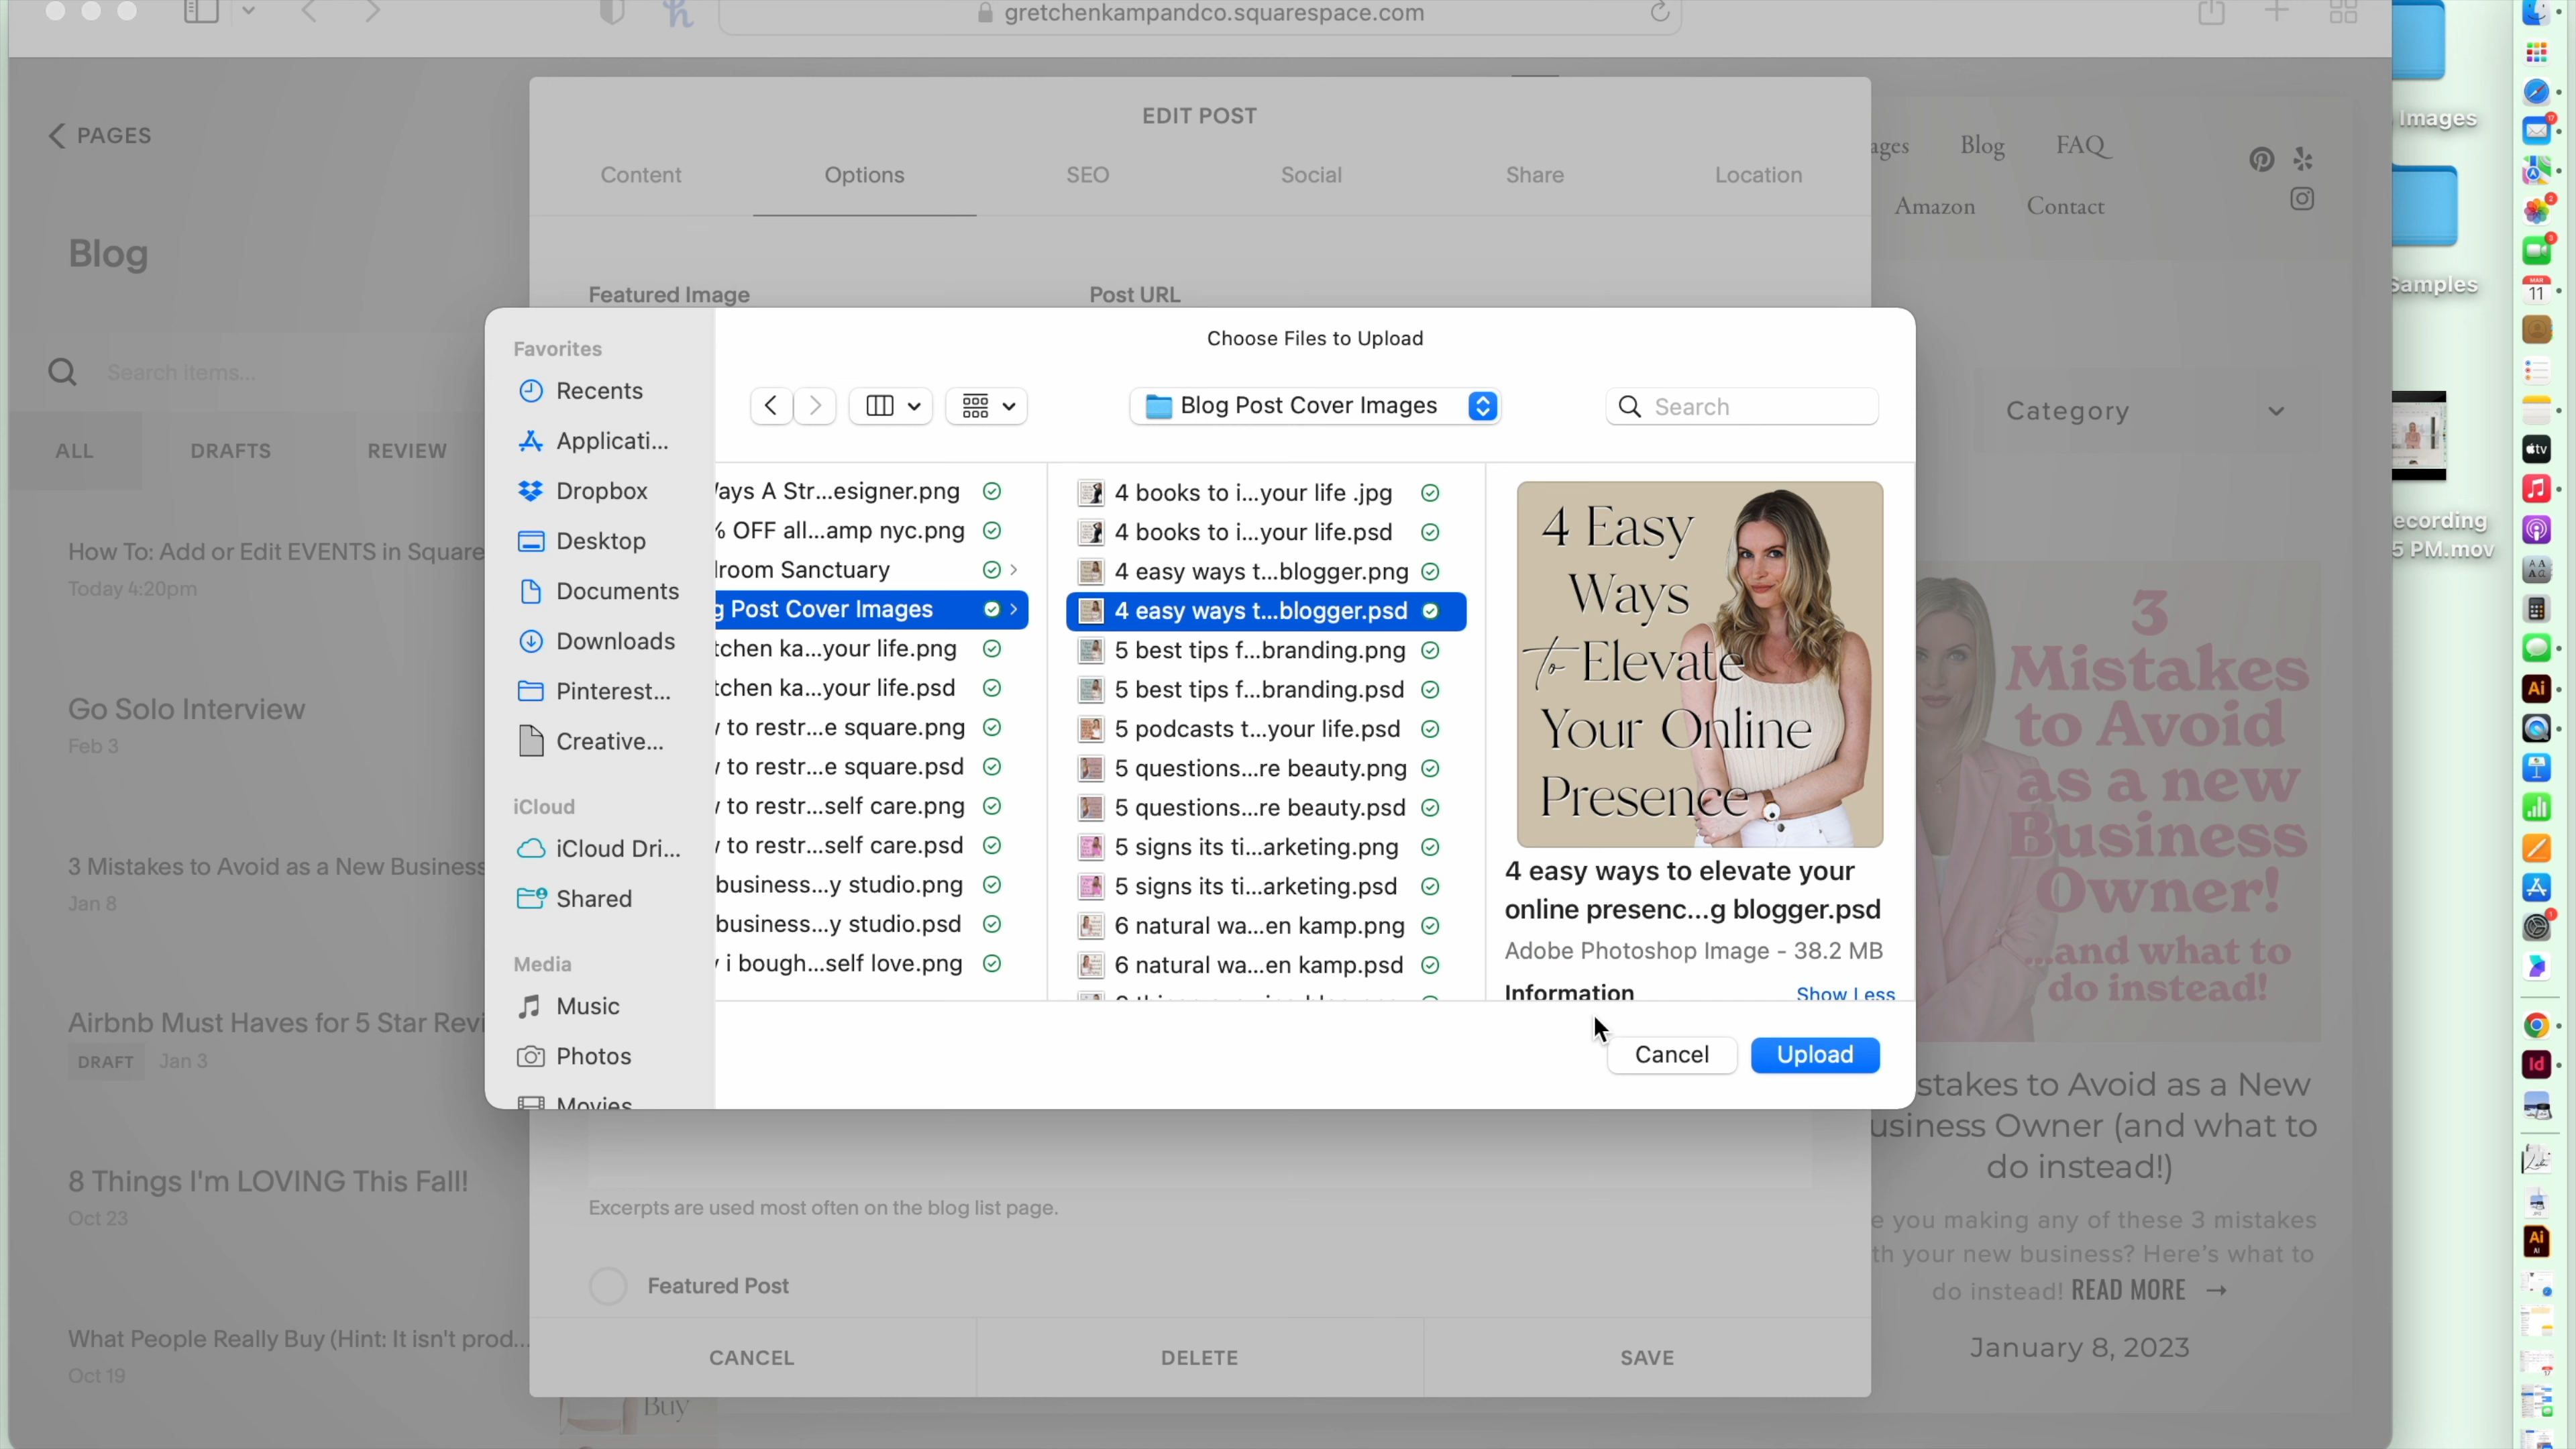 gretchenkampandco.squarespace.com
PAGES
Blog
Search items...
ALL DRAFTS REVIEW
How To: Add or Edit EVENTS in Square
Today 4:20pm
Go Solo Interview
Feb 3
3 Mistakes to Avoid as a New Business
Jan 8
Airbnb Must Haves for 5 Star Revi
DRAFT Jan 3
8 Things I'm LOVING This Fall!
Oct 23
What People Really Buy (Hint: It isn't prod...
Oct 19
EDIT POST
Content Options SEO Social Share Location
Featured Image Post URL
Choose Files to Upload
Blog Post Cover Images
Search
Favorites
Recents
Applicati...
Dropbox
Desktop
Documents
Downloads
Pinterest...
Creative...
iCloud
iCloud Dri...
Shared
Media
Music
Photos
Movies
ays A Str...esigner.png
% OFF all...amp nyc.png
room Sanctuary
g Post Cover Images
tchen ka...your life.png
tchen ka...your life.psd
to restr...e square.png
to restr...e square.psd
to restr...self care.png
to restr...self care.psd
business...y studio.png
business...y studio.psd
i bough...self love.png
4 books to i...your life .jpg
4 books to i...your life.psd
4 easy ways t...blogger.png
4 easy ways t...blogger.psd
5 best tips f...branding.png
5 best tips f...branding.psd
5 podcasts t...your life.psd
5 questions...re beauty.png
5 questions...re beauty.psd
5 signs its ti...arketing.png
5 signs its ti...arketing.psd
6 natural wa...en kamp.png
6 natural wa...en kamp.psd
4 Easy
Ways
to Elevate
Your Online
Presence
4 easy ways to elevate your
online presenc...g blogger.psd
Adobe Photoshop Image - 38.2 MB
Information Show Less
Cancel Upload
Excerpts are used most often on the blog list page.
Featured Post
CANCEL DELETE SAVE
Buy
ages Blog FAQ
Amazon Contact
Category
3
Mistakes
to Avoid
as a new
Business
Owner!
...and what to
do instead!
stakes to Avoid as a New
usiness Owner (and what to
do instead!)
e you making any of these 3 mistakes
th your new business? Here's what to
do instead! READ MORE →
January 8, 2023
Images
Samples
ecording
5 PM.mov
17
2
3
MAR
11
tv
Ai
1
Id
Ai